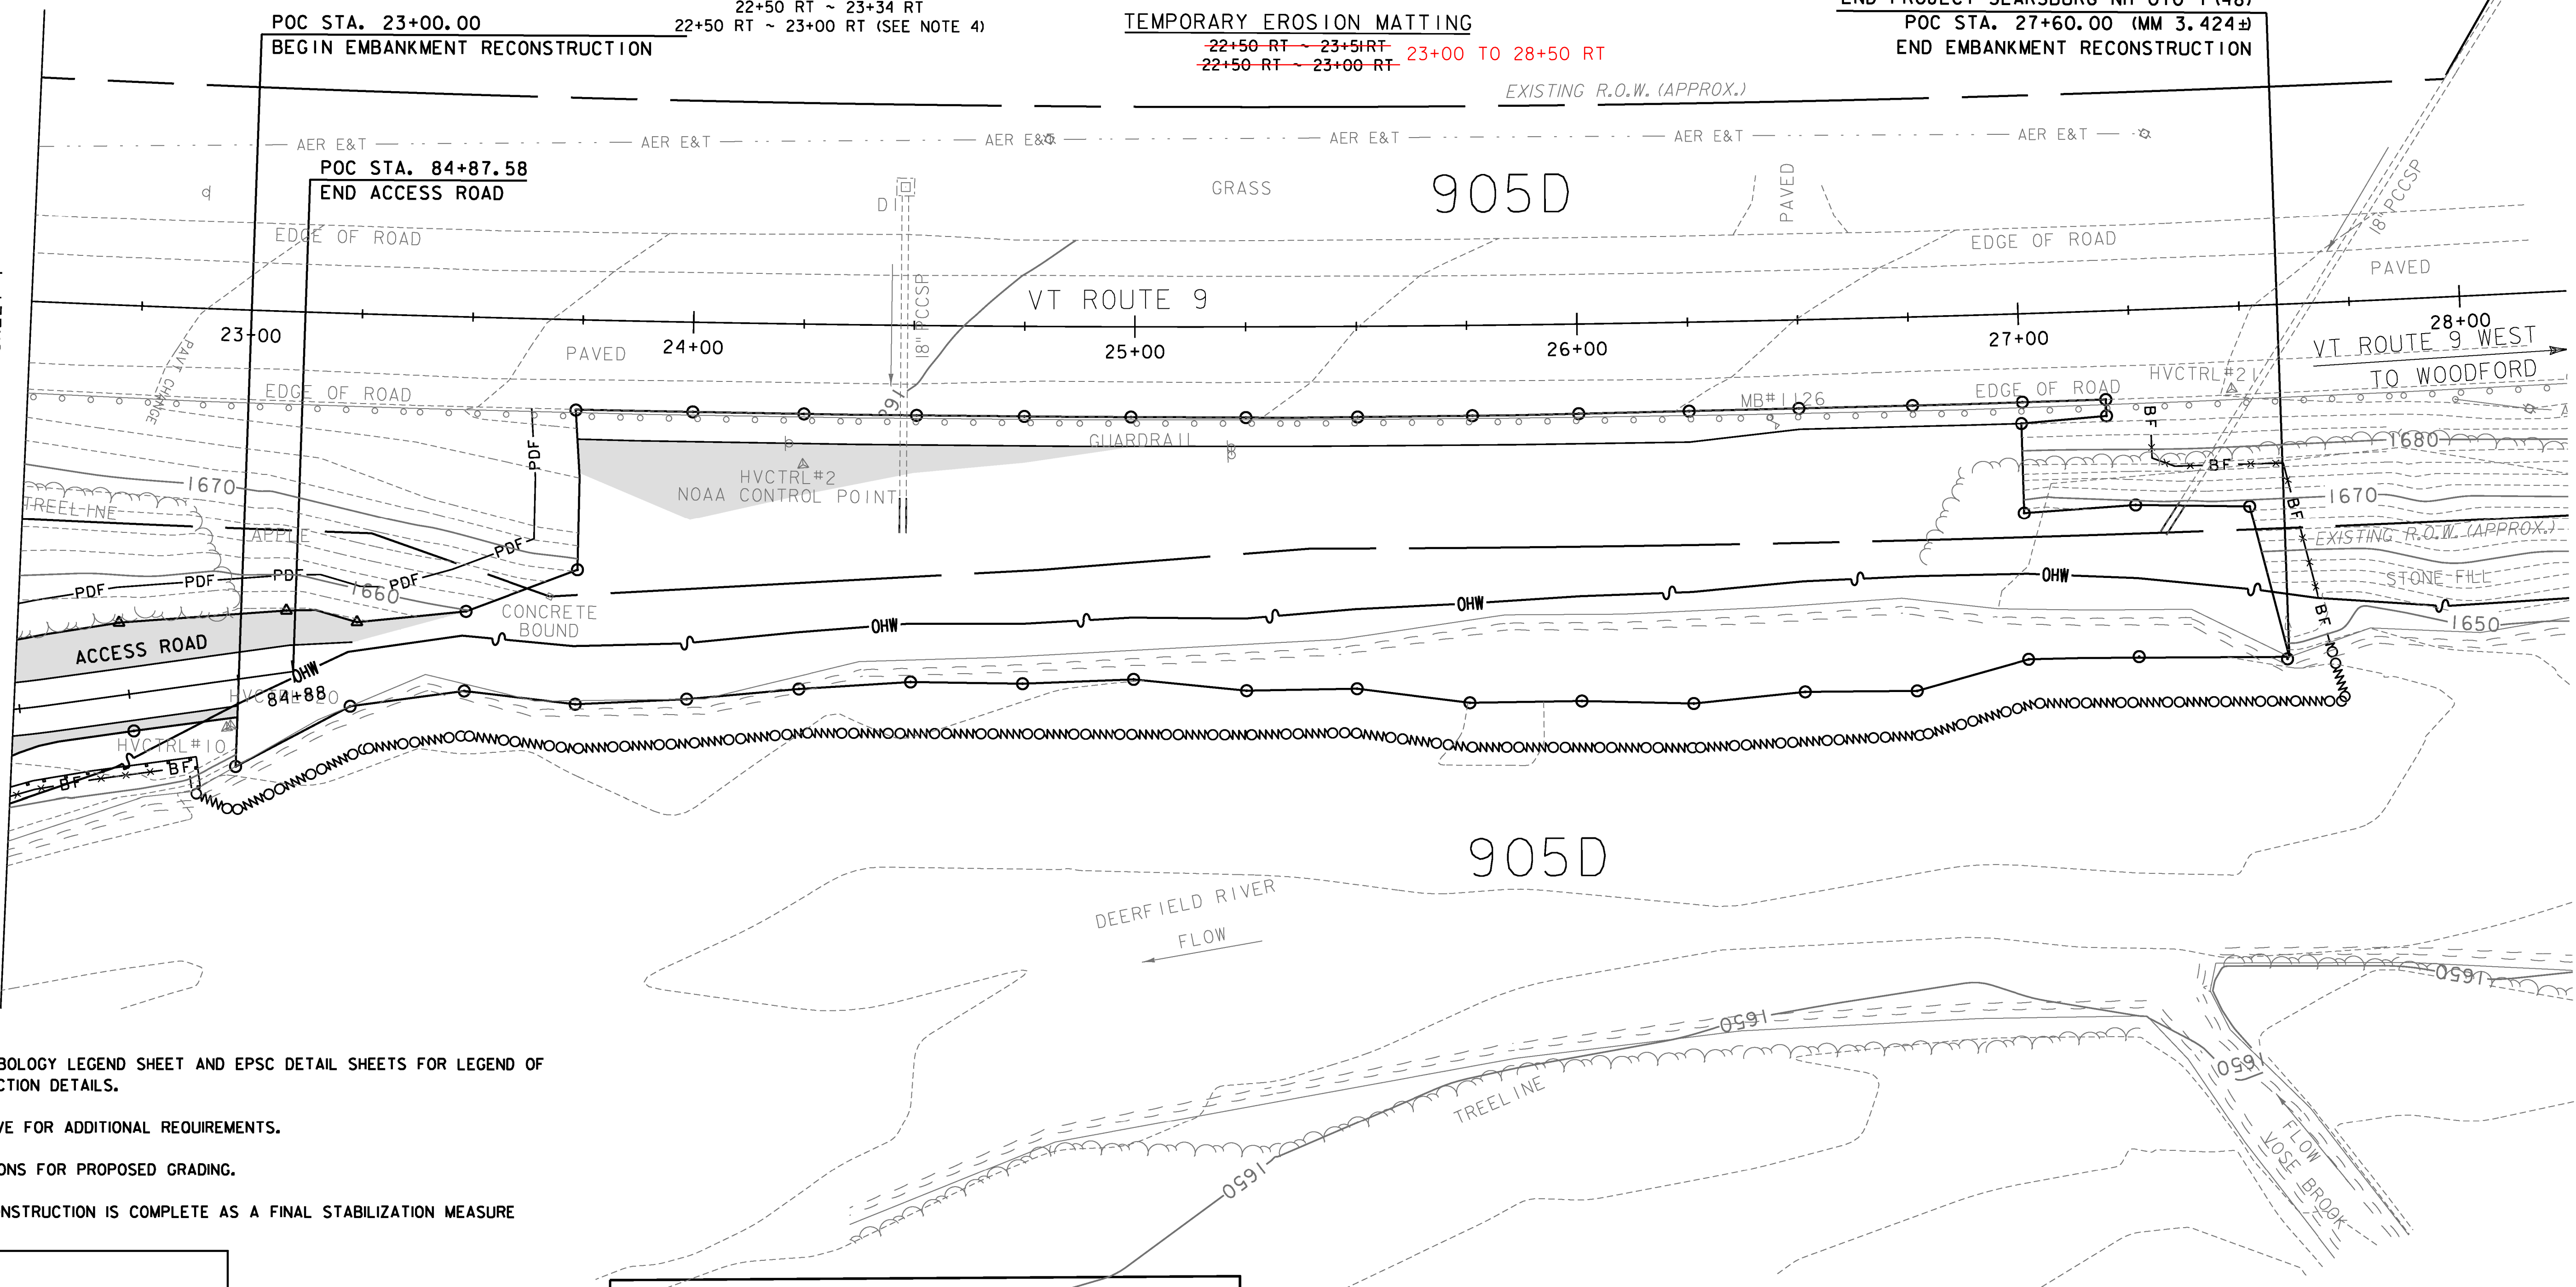 22+50 RT ~ 23+34 RT
22+50 RT ~ 23+00 RT (SEE NOTE 4)
POC STA. 23+00.00
BEGIN EMBANKMENT RECONSTRUCTION
TEMPORARY EROSION MATTING
22+50 RT ~ 23+51RT
22+50 RT ~ 23+00 RT
23+00 TO 28+50 RT
POC STA. 27+60.00 (MM 3.424±)
END EMBANKMENT RECONSTRUCTION
EXISTING R.O.W. (APPROX.)
AER E&T
AER E&T
AER E&T
AER E&T
AER E&T
AER E&T
POC STA. 84+87.58
END ACCESS ROAD
DI
GRASS
905D
PAVED
18" PCCSP
EDGE OF ROAD
EDGE OF ROAD
PAVED
18" PCCSP
VT ROUTE 9
23+00
24+00
25+00
26+00
27+00
28+00
PAVED
PAVT CHANGE
VT ROUTE 9 WEST
TO WOODFORD
HVCTRL#21
EDGE OF ROAD
EDGE OF ROAD
MB#1126
GUARDRAIL
PDF
BF
BF
1680
HVCTRL#2
NOAA CONTROL POINT
1670
1670
TREELINE
APPLE
BF
EXISTING R.O.W. (APPROX.)
PDF
PDF
PDF
PDF
PDF
1660
CONCRETE
BOUND
OHW
OHW
OHW
STONE FILL
BF
1650
ACCESS ROAD
OHW
84+88
HVCTRL#10
BF
BF
905D
DEERFIELD RIVER
FLOW
1650
1650
1650
1650
TREELINE
FLOW
VOSE BROOK
BOLOGY LEGEND SHEET AND EPSC DETAIL SHEETS FOR LEGEND OF
CTION DETAILS.
VE FOR ADDITIONAL REQUIREMENTS.
ONS FOR PROPOSED GRADING.
NSTRUCTION IS COMPLETE AS A FINAL STABILIZATION MEASURE